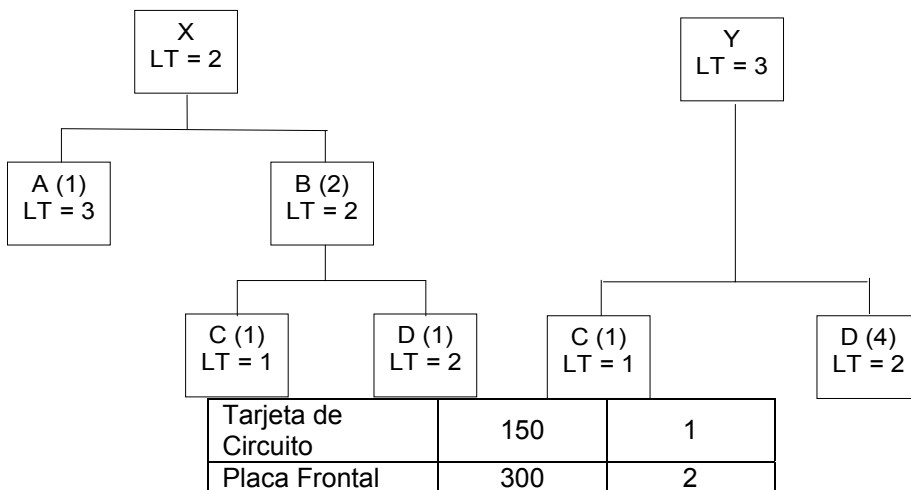 X
LT = 2
Y
LT = 3
A (1)
LT = 3
B (2)
LT = 2
C (1)
LT = 1
D (1)
LT = 2
C (1)
LT = 1
D (4)
LT = 2
Tarjeta de
Circuito 150 1
Placa Frontal 300 2